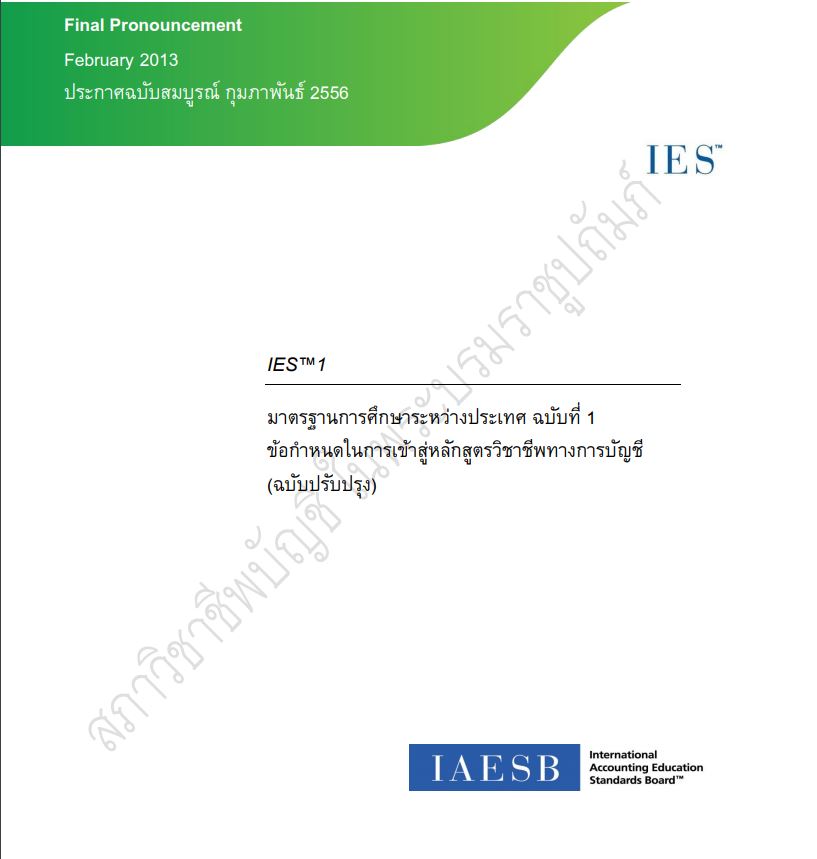 Final Pronouncement
February 2013
ประกาศฉบับสมบูรณ์ กุมภาพันธ์ 2556
IES™
IES™1
มาตรฐานการศึกษาระหว่างประเทศ ฉบับที่ 1
ข้อกำหนดในการเข้าสู่หลักสูตรวิชาชีพทางการบัญชี
(ฉบับปรับปรุง)
สภาวิชาชีพบัญชี ในพระบรมราชูปถัมภ์
IAESB
International
Accounting Education
Standards Board™